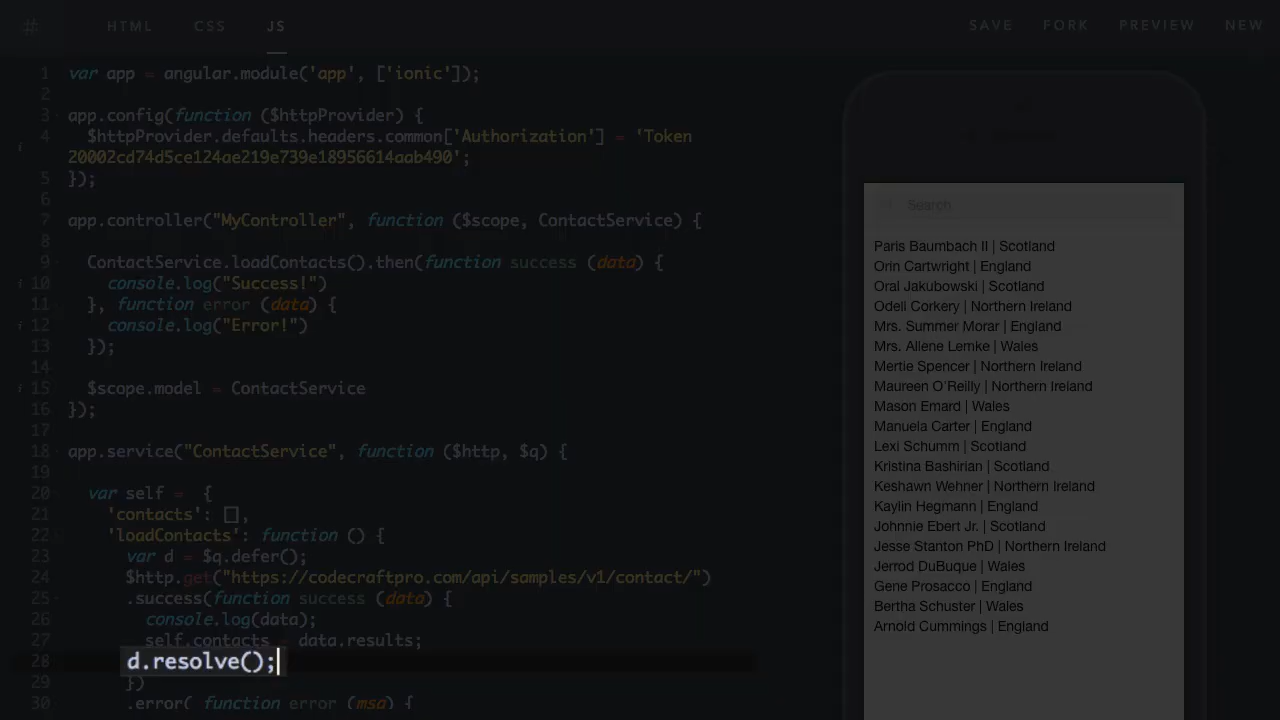 HTML CSS JS SAVE FORK PREVIEW NEW
1 var app = angular.module('app', ['ionic']);
2
3 app.config(function ($httpProvider) {
4 $httpProvider.defaults.headers.common['Authorization'] = 'Token
20002cd74d5ce124ae219e739e18956614aab490';
5 });
6
7 app.controller("MyController", function ($scope, ContactService) {
8
9 ContactService.loadContacts().then(function success (data) {
10 console.log("Success!")
11 }, function error (data) {
12 console.log("Error!")
13 });
14
15 $scope.model = ContactService
16 });
17
18 app.service("ContactService", function ($http, $q) {
19
20 var self = {
21 'contacts': [],
22 'loadContacts': function () {
23 var d = $q.defer();
24 $http.get("https://codecraftpro.com/api/samples/v1/contact/")
25 .success(function success (data) {
26 console.log(data);
27 self.contacts = data.results;
28 d.resolve();
29 })
30 .error( function error (msg) {
Search
Paris Baumbach II | Scotland
Orin Cartwright | England
Oral Jakubowski | Scotland
Odell Corkery | Northern Ireland
Mrs. Summer Morar | England
Mrs. Allene Lemke | Wales
Mertie Spencer | Northern Ireland
Maureen O'Reilly | Northern Ireland
Mason Emard | Wales
Manuela Carter | England
Lexi Schumm | Scotland
Kristina Bashirian | Scotland
Keshawn Wehner | Northern Ireland
Kaylin Hegmann | England
Johnnie Ebert Jr. | Scotland
Jesse Stanton PhD | Northern Ireland
Jerrod DuBuque | Wales
Gene Prosacco | England
Bertha Schuster | Wales
Arnold Cummings | England